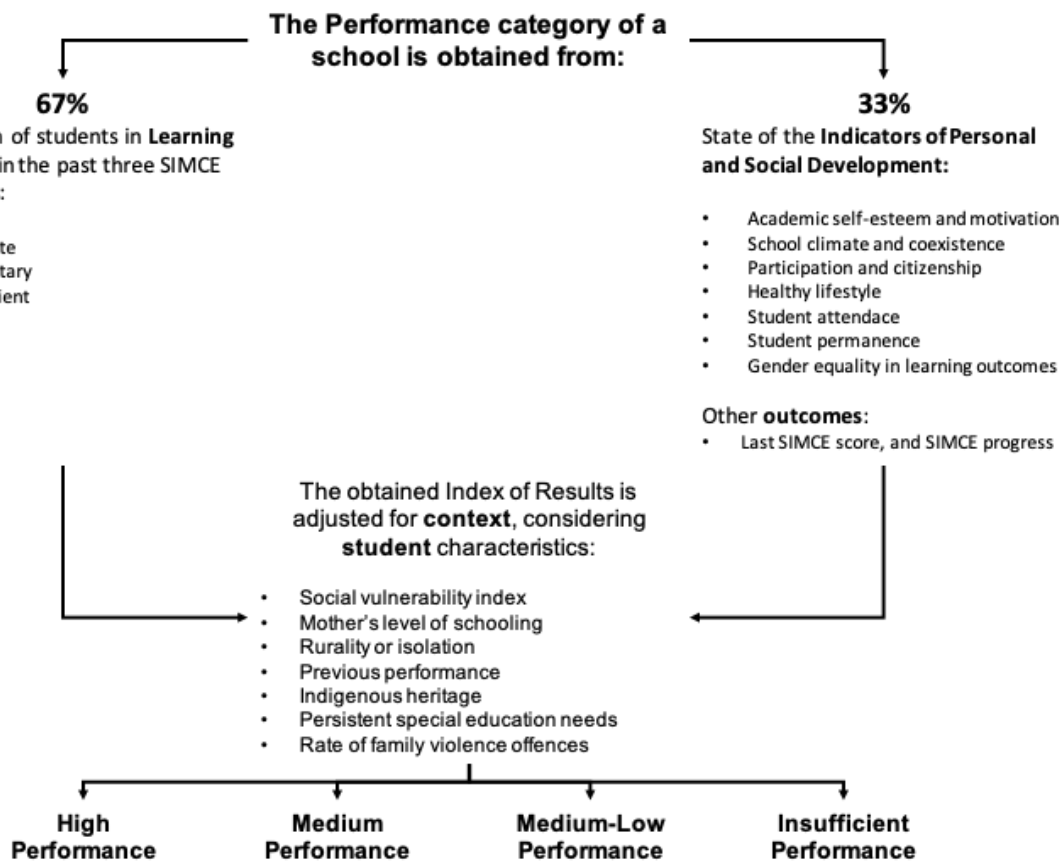 The Performance category of a
school is obtained from:
67%
of students in Learning
in the past three SIMCE
:
33%
State of the Indicators of Personal
and Social Development:
• Academic self-esteem and motivation
• School climate and coexistence
• Participation and citizenship
• Healthy lifestyle
• Student attendace
• Student permanence
• Gender equality in learning outcomes
Other outcomes:
• Last SIMCE score, and SIMCE progress
The obtained Index of Results is
adjusted for context, considering
student characteristics:
• Social vulnerability index
• Mother's level of schooling
• Rurality or isolation
• Previous performance
• Indigenous heritage
• Persistent special education needs
• Rate of family violence offences
High
Performance
Medium
Performance
Medium-Low
Performance
Insufficient
Performance